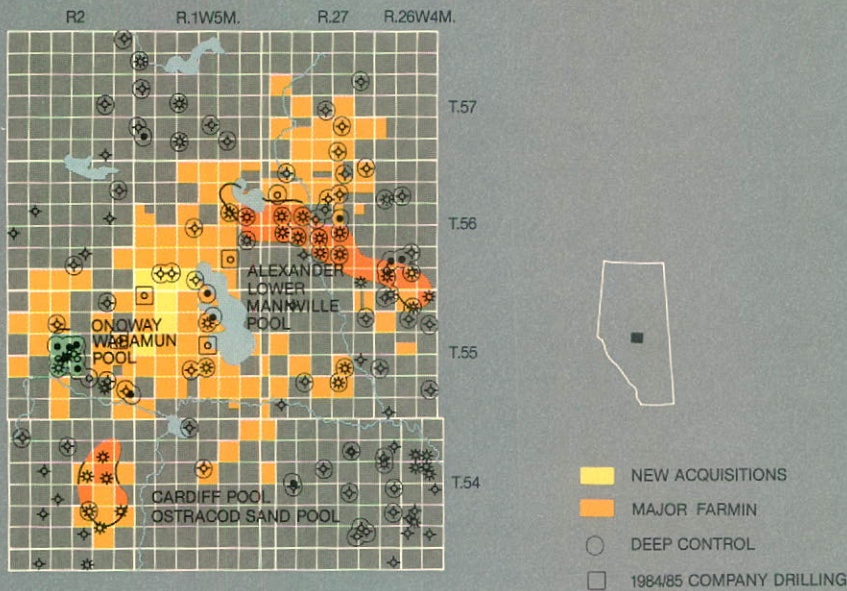 R2 R.1W5M. R.27 R.26W4M.
T.57
T.56
ALEXANDER
LOWER
MANNVILLE
POOL
ONOWAY
WABAMUN
POOL
T.55
T.54
CARDIFF POOL
OSTRACOD SAND POOL
NEW ACQUISITIONS
MAJOR FARMIN
DEEP CONTROL
1984/85 COMPANY DRILLING